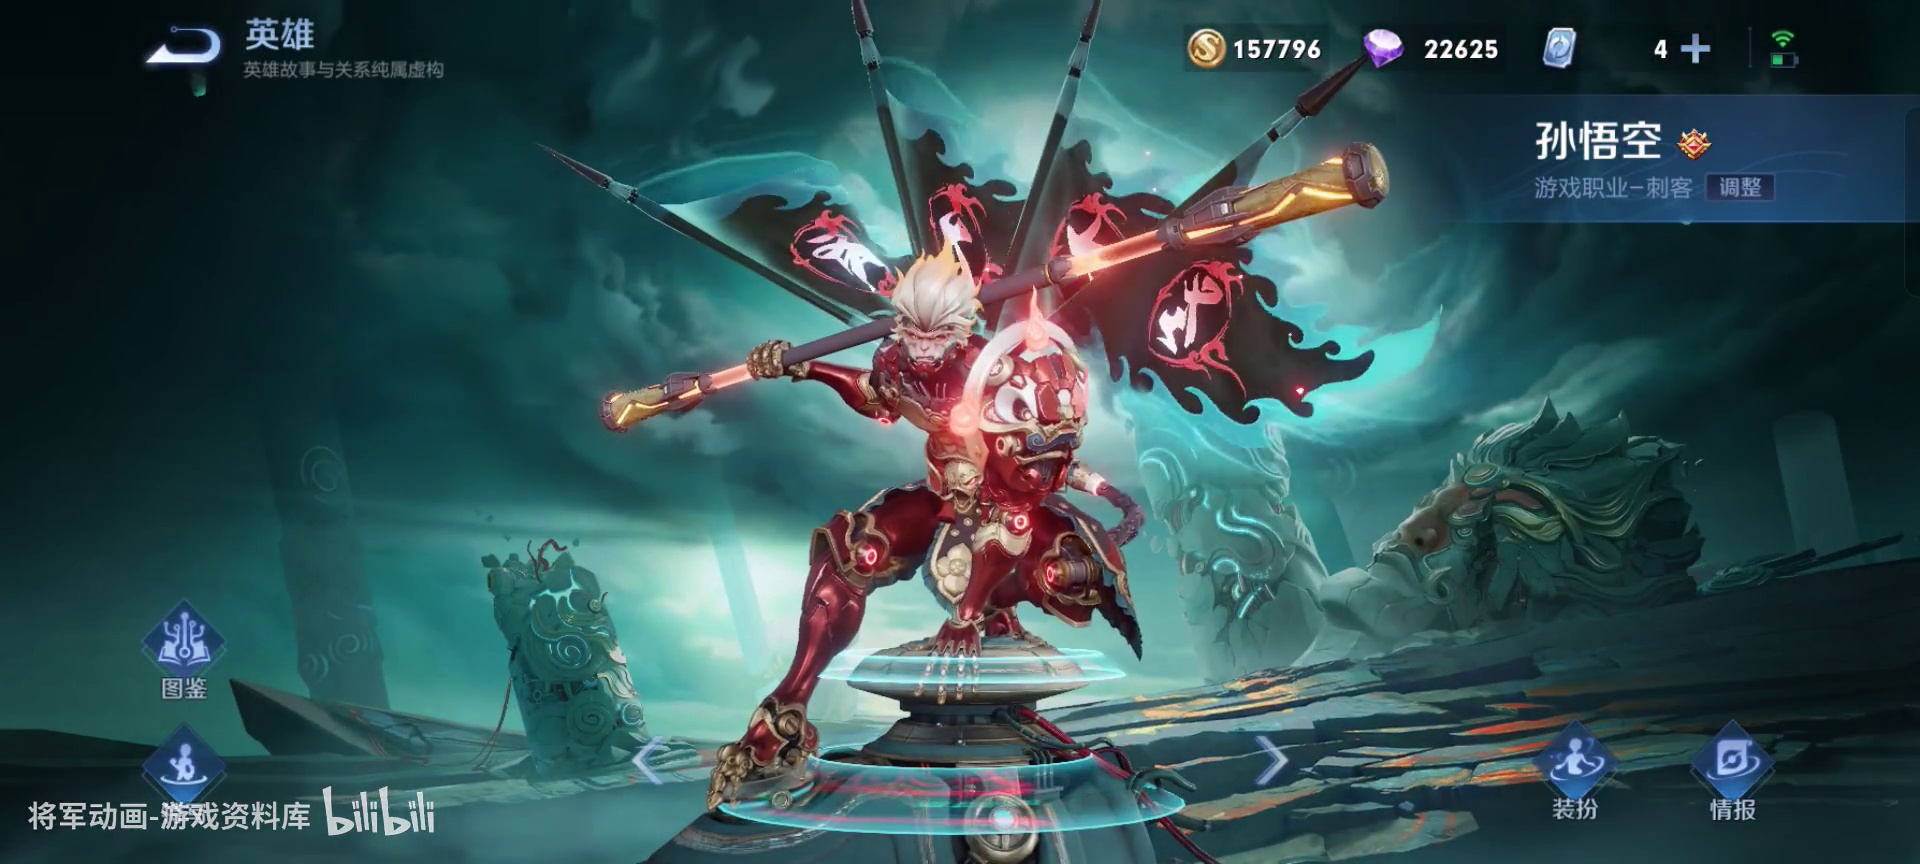 英雄
英雄故事与关系纯属虚构
157796
22625
4
孙悟空
游戏职业-刺客 调整
图鉴
装扮
情报
将军动画-游戏资料库 bilibili